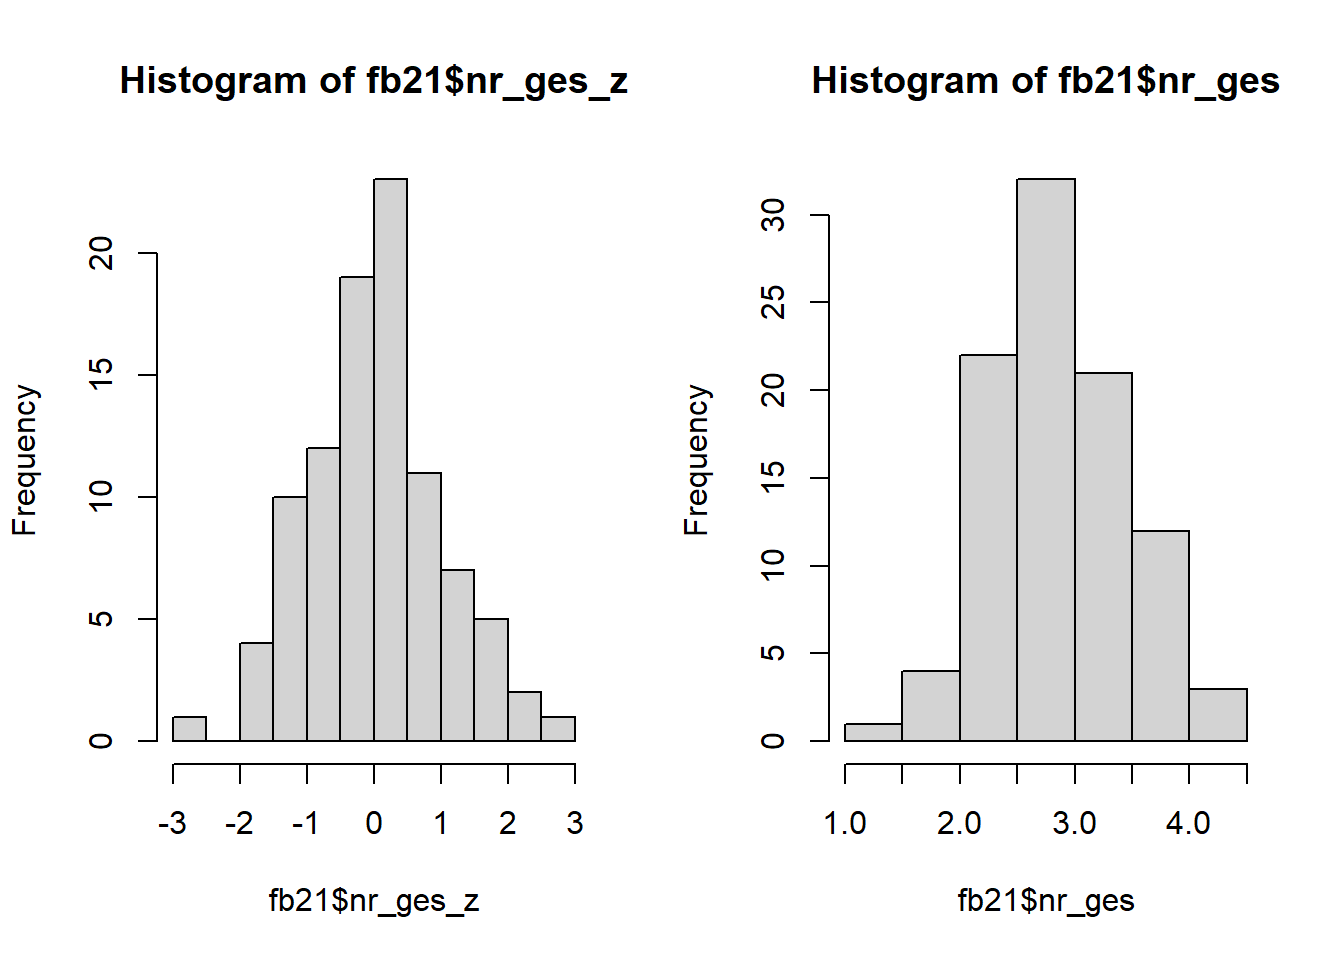 Histogram of fb21$nr_ges_z
Frequency
20
15
10
5
0
-3 -2 -1 0 1 2 3
fb21$nr_ges_z
Histogram of fb21$nr_ges
Frequency
30
25
20
15
10
5
0
1.0 2.0 3.0 4.0
fb21$nr_ges